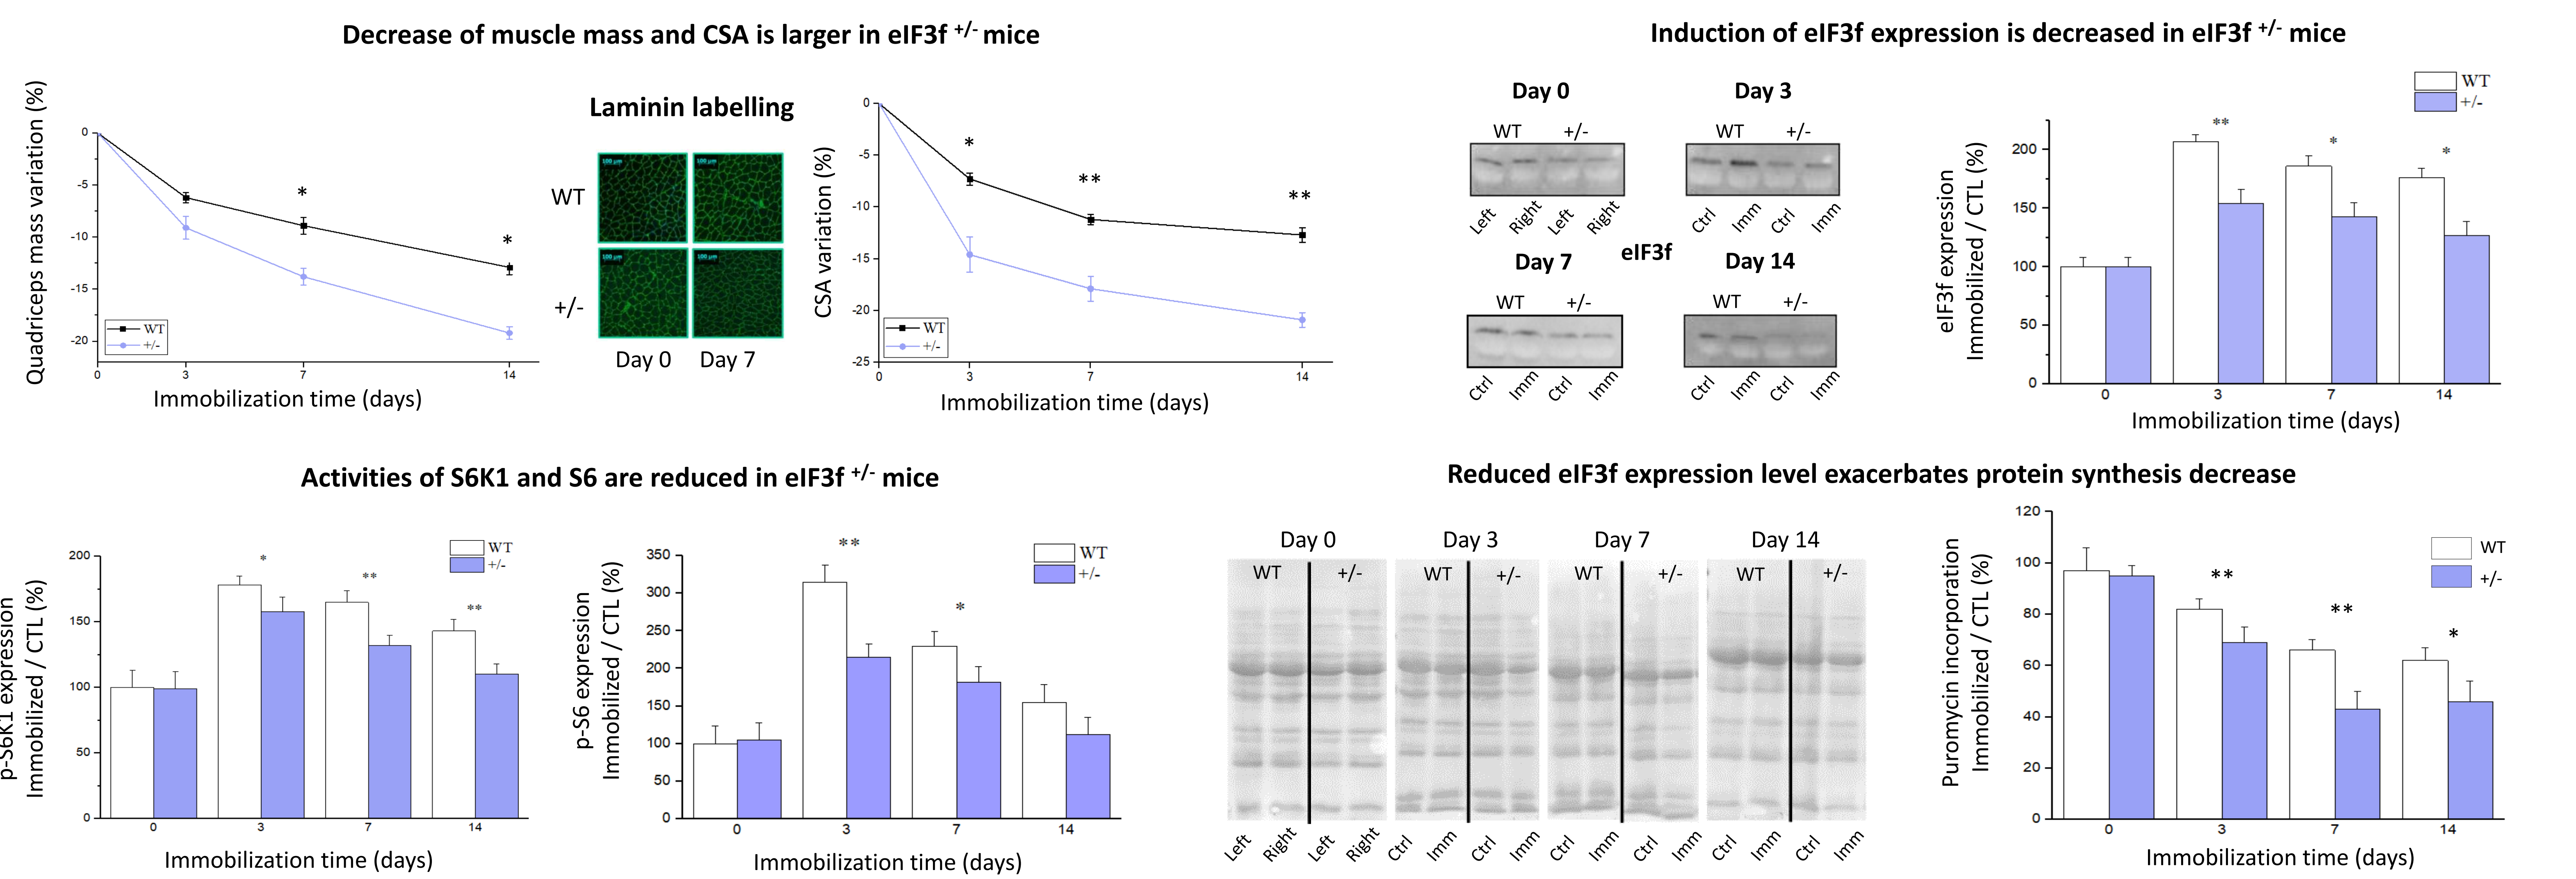 Decrease of muscle mass and CSA is larger in eIF3f +/- mice
Quadriceps mass variation (%)
0
-5
-10
-15
-20
*
*
WT
+/-
0 3 7 14
Immobilization time (days)
Laminin labelling
WT
+/-
100 µm 100 µm
100 µm 100 µm
Day 0 Day 7
CSA variation (%)
0
-5
-10
-15
-20
-25
*
**
**
WT
+/-
0 3 7 14
Immobilization time (days)
Induction of eIF3f expression is decreased in eIF3f +/- mice
Day 0
WT +/-
Left Right Left Right
Day 3
WT +/-
Ctrl Imm Ctrl Imm
eIF3f
Day 7
WT +/-
Ctrl Imm Ctrl Imm
Day 14
WT +/-
Ctrl Imm Ctrl Imm
eIF3f expression
Immobilized / CTL (%)
200
150
100
50
0
**
*
*
WT
+/-
0 3 7 14
Immobilization time (days)
Activities of S6K1 and S6 are reduced in eIF3f +/- mice
p-S6K1 expression
Immobilized / CTL (%)
200
150
100
50
0
*
**
**
WT
+/-
0 3 7 14
Immobilization time (days)
p-S6 expression
Immobilized / CTL (%)
350
300
250
200
150
100
50
0
**
*
WT
+/-
0 3 7 14
Immobilization time (days)
Reduced eIF3f expression level exacerbates protein synthesis decrease
Day 0 Day 3 Day 7 Day 14
WT +/- WT +/- WT +/- WT +/-
Left Right Left Right Ctrl Imm Ctrl Imm Ctrl Imm Ctrl Imm Ctrl Imm Ctrl Imm
Puromycin incorporation
Immobilized / CTL (%)
120
100
80
60
40
20
0
**
**
*
WT
+/-
0 3 7 14
Immobilization time (days)